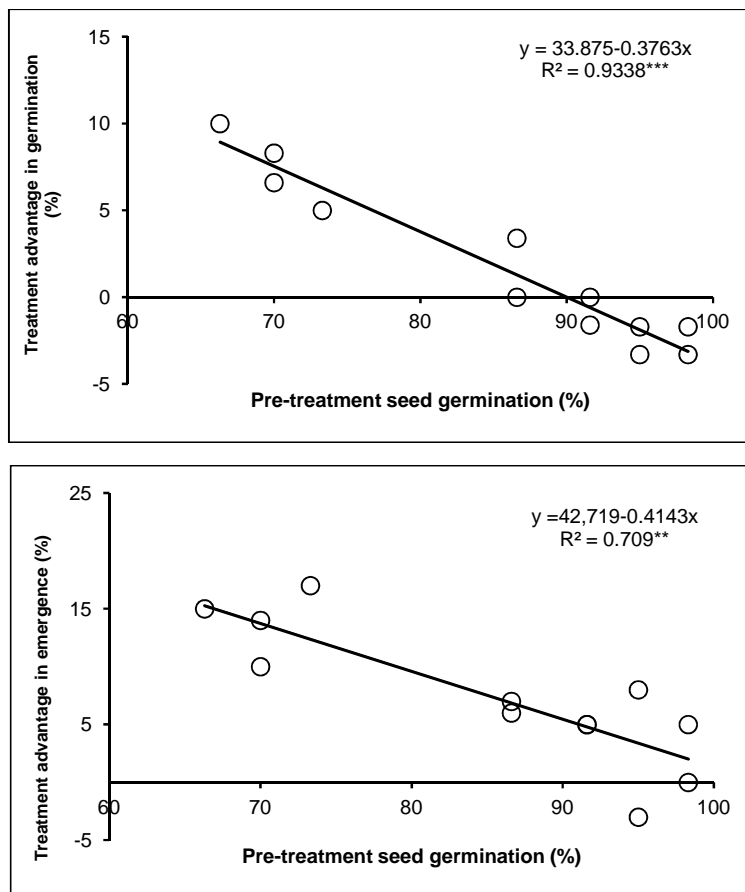 15
y = 33.875-0.3763x
R² = 0.9338***
10
5
0
60
70
80
90
100
-5
Treatment advantage in germination
(%)
Pre-treatment seed germination (%)
25
y =42,719-0.4143x
R² = 0.709**
15
5
60
70
80
90
100
-5
Treatment advantage in emergence (%)
Pre-treatment seed germination (%)